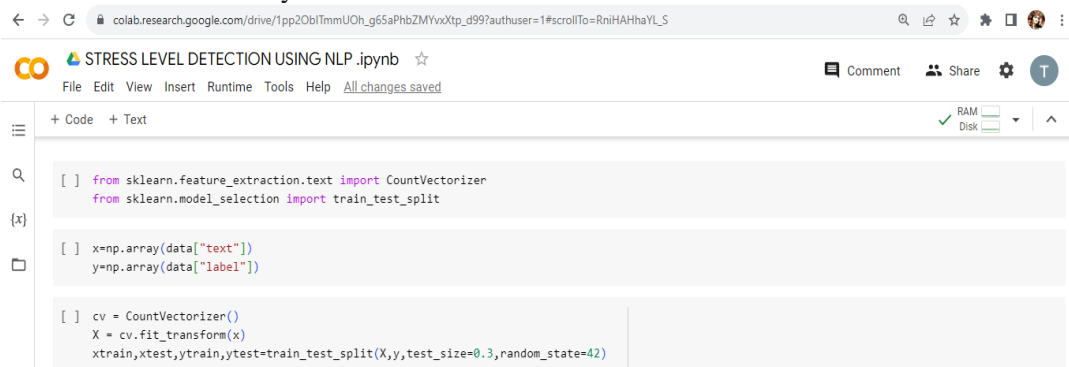 colab.research.google.com/drive/1pp2OblTmmUOh_g65aPhbZMYvxXtp_d99?authuser=1#scrollTo=RniHAHhaYL_S
STRESS LEVEL DETECTION USING NLP .ipynb
File Edit View Insert Runtime Tools Help All changes saved
Comment
Share
T
+ Code + Text
RAM
Disk
[ ] from sklearn.feature_extraction.text import CountVectorizer
from sklearn.model_selection import train_test_split
{x}
[ ] x=np.array(data["text"])
y=np.array(data["label"])
[ ] cv = CountVectorizer()
X = cv.fit_transform(x)
xtrain,xtest,ytrain,ytest=train_test_split(X,y,test_size=0.3,random_state=42)